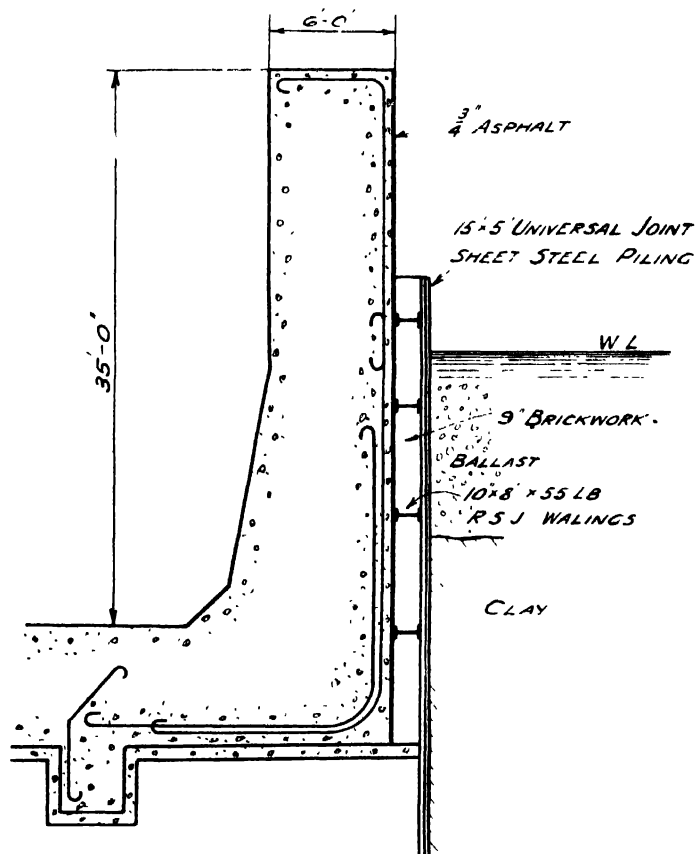 6'-0"
3/4" ASPHALT
15"×5" UNIVERSAL JOINT
SHEET STEEL PILING
W L
35'-0"
9" BRICKWORK.
BALLAST
10"×8"×55 LB
R S J WALINGS
CLAY